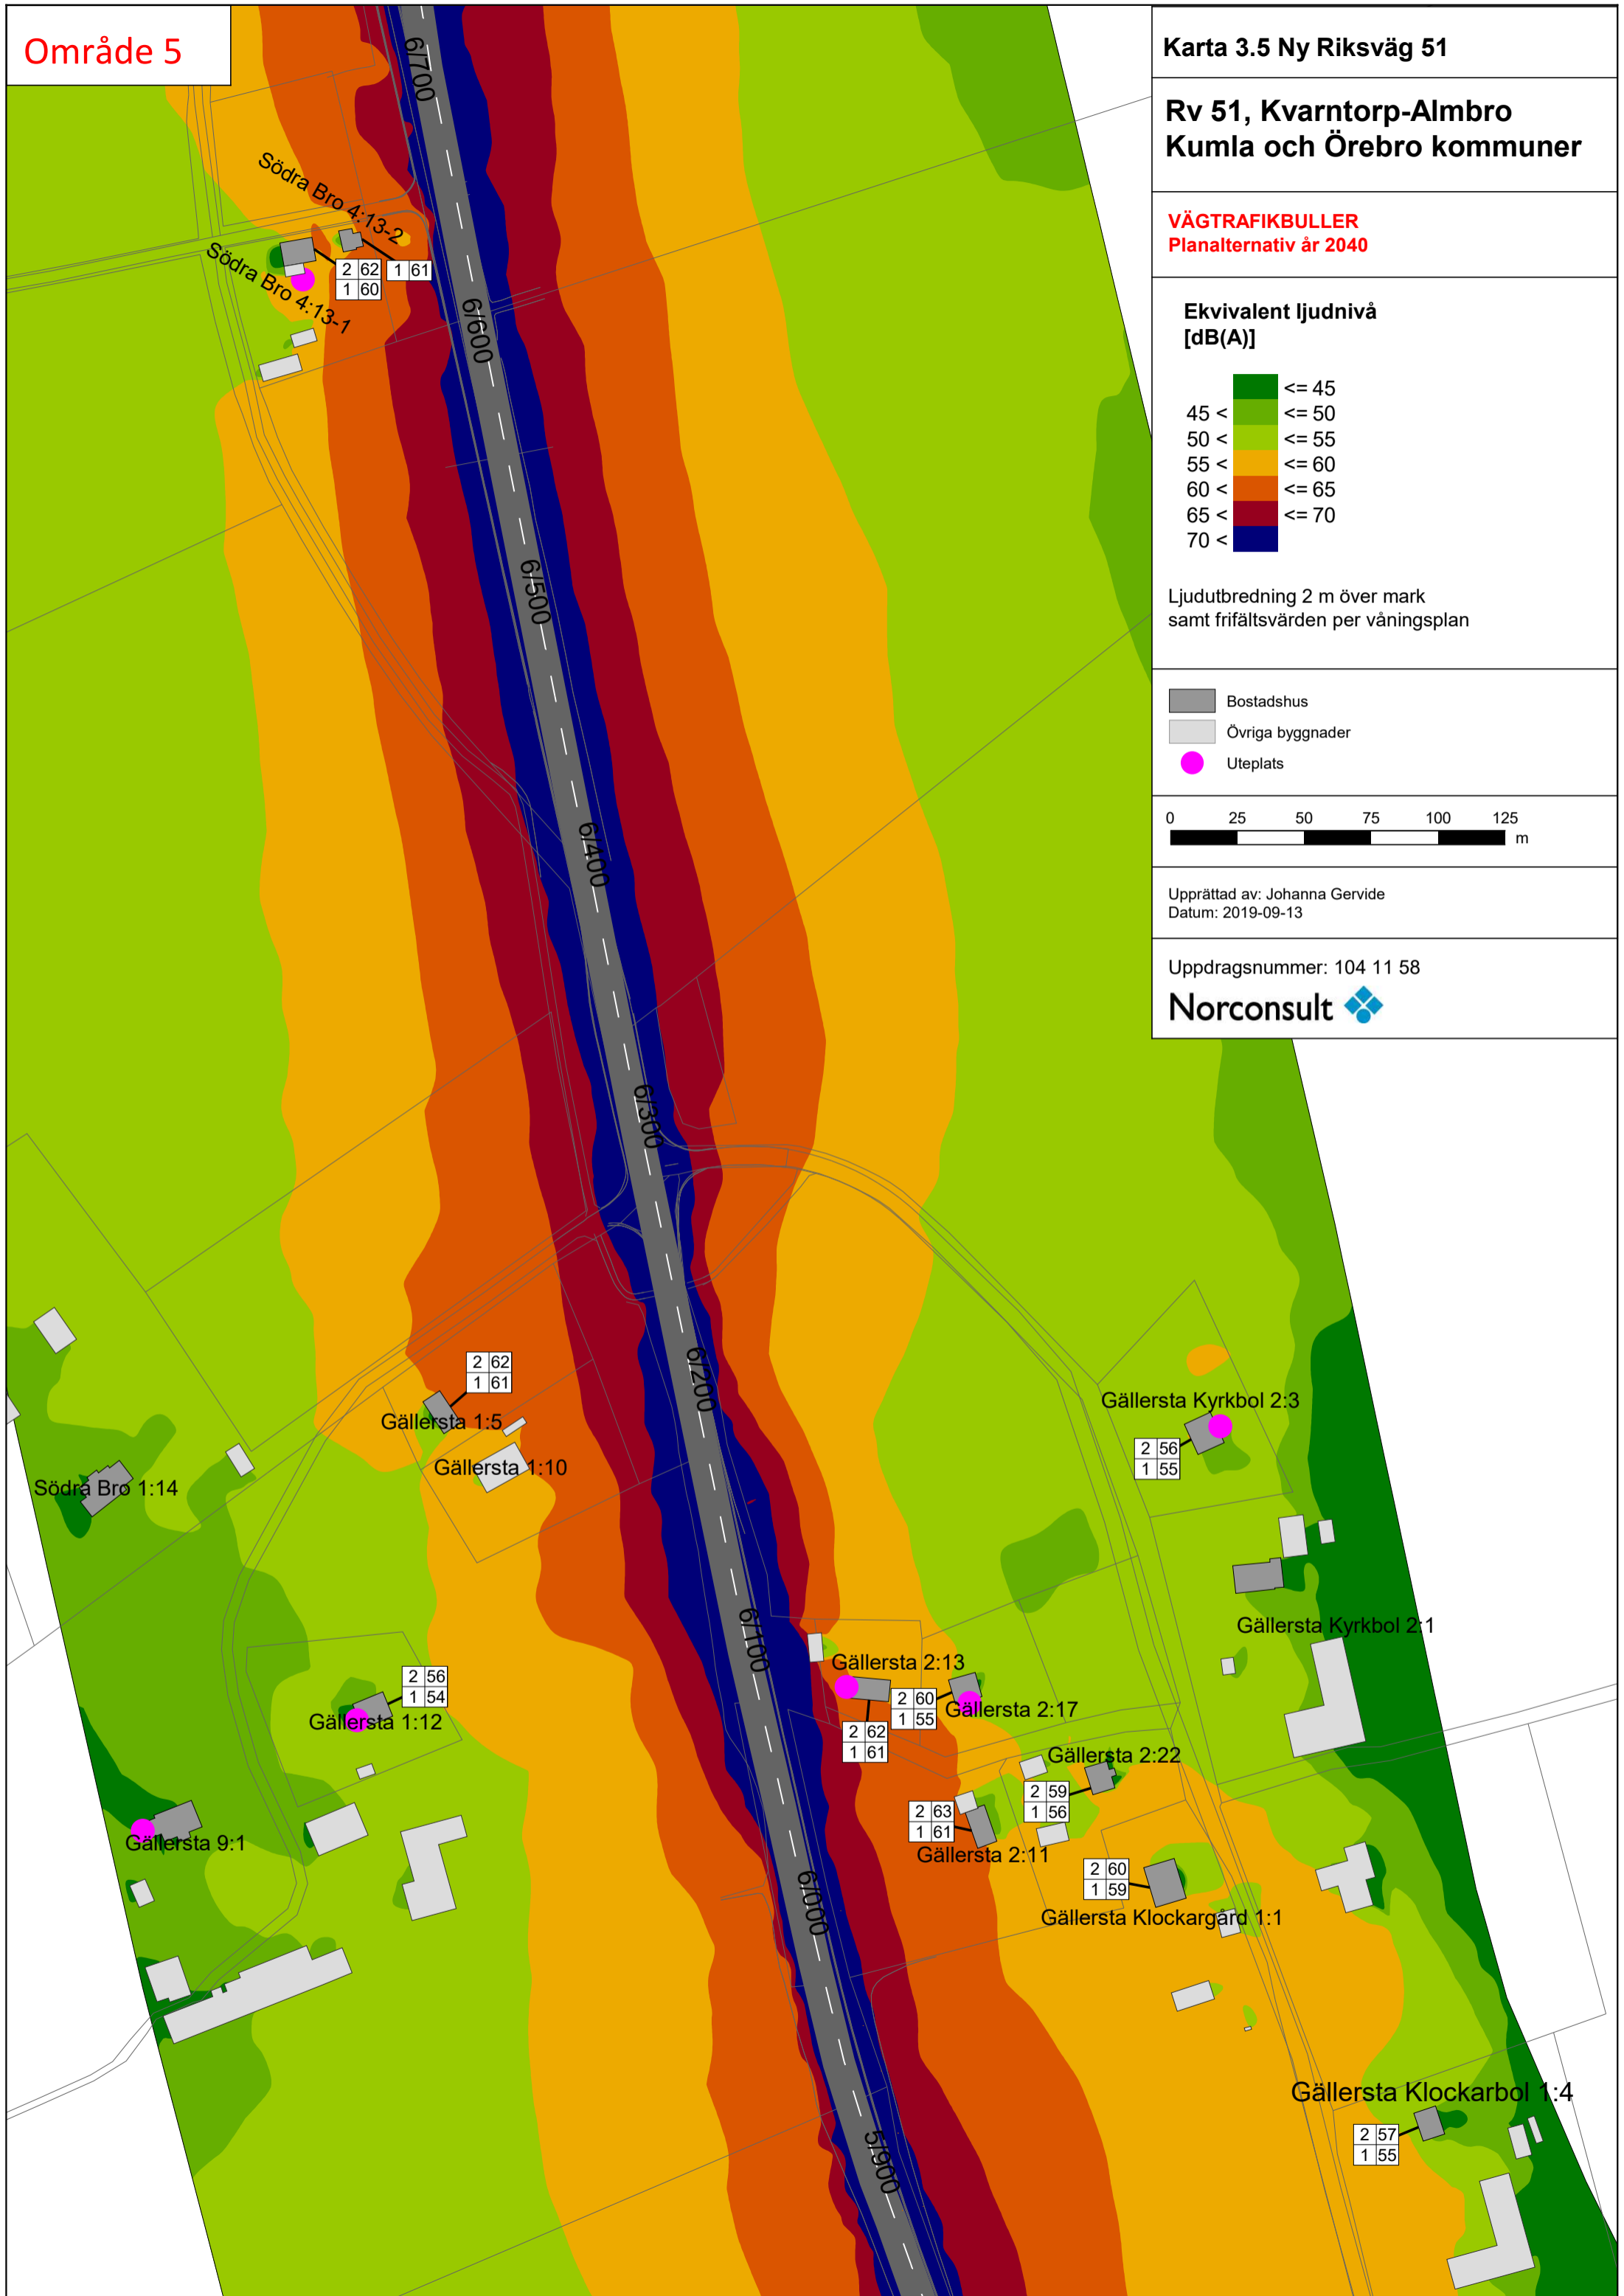 Område 5
Karta 3.5 Ny Riksväg 51
Rv 51, Kvarntorp-Almbro
Kumla och Örebro kommuner
VÄGTRAFIKBULLER
Planalternativ år 2040
Ekvivalent ljudnivå
[dB(A)]
<= 45
45 < <= 50
50 < <= 55
55 < <= 60
60 < <= 65
65 < <= 70
70 <
Ljudutbredning 2 m över mark
samt frifältsvärden per våningsplan
Bostadshus
Övriga byggnader
Uteplats
0 25 50 75 100 125
m
Upprättad av: Johanna Gervide
Datum: 2019-09-13
Uppdragsnummer: 104 11 58
Norconsult
6/700
Södra Bro 4:13-2
1 61
Södra Bro 4:13-1
2 62
1 60
6/600
6/500
6/400
6/300
6/200
2 62
1 61
Gällersta 1:5
Gällersta 1:10
Södra Bro 1:14
Gällersta Kyrkbol 2:3
2 56
1 55
Gällersta Kyrkbol 2:1
6/100
2 56
1 54
Gällersta 1:12
Gällersta 2:13
2 62
1 61
2 60
1 55
Gällersta 2:17
Gällersta 2:22
2 59
1 56
2 63
1 61
Gällersta 2:11
Gällersta 9:1
2 60
1 59
Gällersta Klockargård 1:1
6/000
Gällersta Klockarbol 1:4
2 57
1 55
5/900